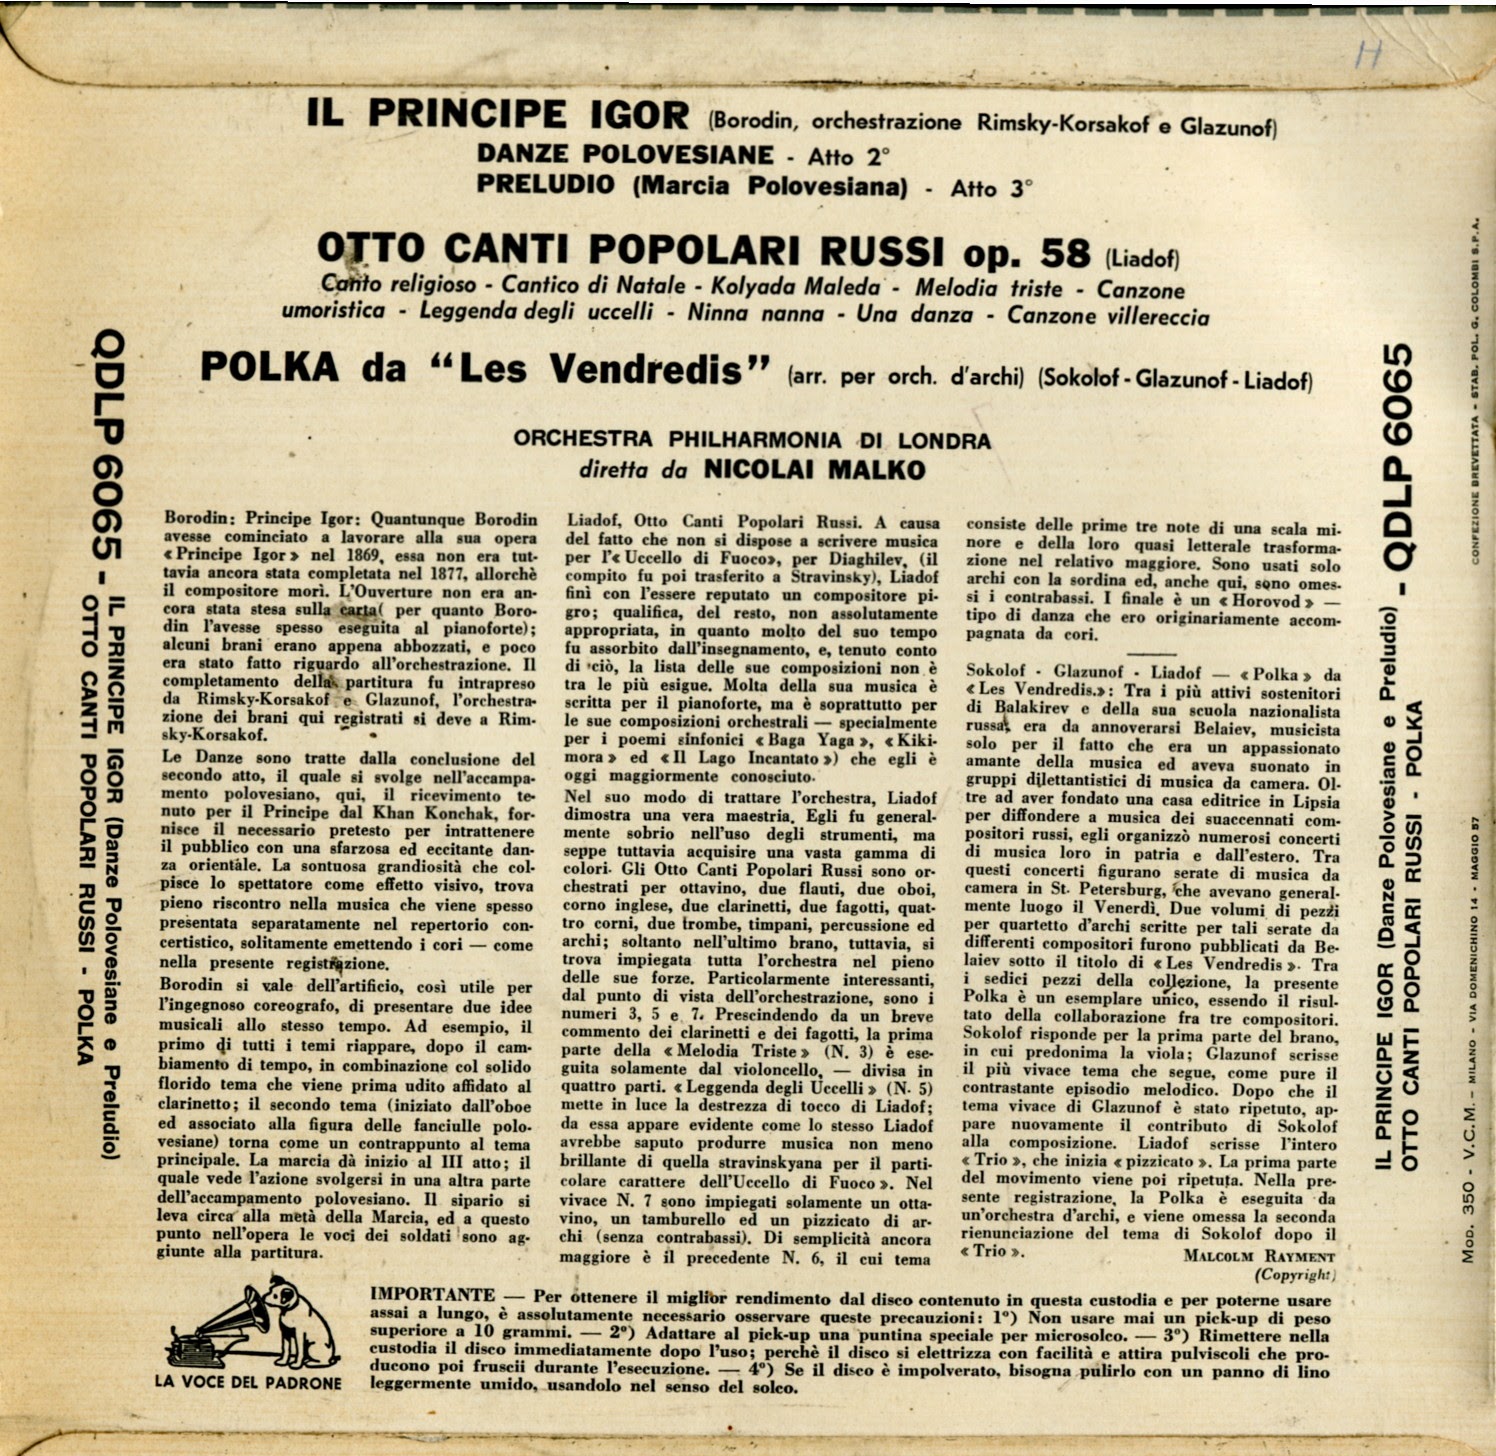 H
IL PRINCIPE IGOR (Borodin, orchestrazione Rimsky-Korsakof e Glazunof)
DANZE POLOVESIANE - Atto 2°
PRELUDIO (Marcia Polovesiana) - Atto 3°
OTTO CANTI POPOLARI RUSSI op. 58 (Liadof)
Canto religioso - Cantico di Natale - Kolyada Maleda - Melodia triste - Canzone
umoristica - Leggenda degli uccelli - Ninna nanna - Una danza - Canzone villereccia
POLKA da "Les Vendredis" (arr. per orch. d'archi) (Sokolof - Glazunof - Liadof)
ORCHESTRA PHILHARMONIA DI LONDRA
diretta da NICOLAI MALKO
QDLP 6065 - IL PRINCIPE IGOR (Danze Polovesiane e Preludio)
OTTO CANTI POPOLARI RUSSI - POLKA
Borodin: Principe Igor: Quantunque Borodin
avesse cominciato a lavorare alla sua opera
« Principe Igor » nel 1869, essa non era tut-
tavia ancora stata completata nel 1877, allorchè
il compositore morì. L'Ouverture non era an-
cora stata stesa sulla carta( per quanto Boro-
din l'avesse spesso eseguita al pianoforte);
alcuni brani erano appena abbozzati, e poco
era stato fatto riguardo all'orchestrazione. Il
completamento della partitura fu intrapreso
da Rimsky-Korsakof e Glazunof, l'orchestra-
zione dei brani qui registrati si deve a Rim-
sky-Korsakof.
Le Danze sono tratte dalla conclusione del
secondo atto, il quale si svolge nell'accampa-
mento polovesiano, qui, il ricevimento te-
nuto per il Principe dal Khan Konchak, for-
nisce il necessario pretesto per intrattenere
il pubblico con una sfarzosa ed eccitante dan-
za orientale. La sontuosa grandiosità che col-
pisce lo spettatore come effetto visivo, trova
pieno riscontro nella musica che viene spesso
presentata separatamente nel repertorio con-
certistico, solitamente emettendo i cori — come
nella presente registrazione.
Borodin si vale dell'artificio, così utile per
l'ingegnoso coreografo, di presentare due idee
musicali allo stesso tempo. Ad esempio, il
primo di tutti i temi riappare, dopo il cam-
biamento di tempo, in combinazione col solido
florido tema che viene prima udito affidato al
clarinetto; il secondo tema (iniziato dall'oboe
ed associato alla figura delle fanciulle polo-
vesiane) torna come un contrappunto al tema
principale. La marcia dà inizio al III atto; il
quale vede l'azione svolgersi in una altra parte
dell'accampamento polovesiano. Il sipario si
leva circa alla metà della Marcia, ed a questo
punto nell'opera le voci dei soldati sono ag-
giunte alla partitura.
Liadof, Otto Canti Popolari Russi. A causa
del fatto che non si dispose a scrivere musica
per l'« Uccello di Fuoco», per Diaghilev, (il
compito fu poi trasferito a Stravinsky), Liadof
finì con l'essere reputato un compositore pi-
gro; qualifica, del resto, non assolutamente
appropriata, in quanto molto del suo tempo
fu assorbito dall'insegnamento, e, tenuto conto
di ciò, la lista delle sue composizioni non è
tra le più esigue. Molta della sua musica è
scritta per il pianoforte, ma è soprattutto per
le sue composizioni orchestrali — specialmente
per i poemi sinfonici « Baga Yaga », « Kiki-
mora » ed « Il Lago Incantato ») che egli è
oggi maggiormente conosciuto.
Nel suo modo di trattare l'orchestra, Liadof
dimostra una vera maestria. Egli fu general-
mente sobrio nell'uso degli strumenti, ma
seppe tuttavia acquisire una vasta gamma di
colori. Gli Otto Canti Popolari Russi sono or-
chestrati per ottavino, due flauti, due oboi,
corno inglese, due clarinetti, due fagotti, quat-
tro corni, due trombe, timpani, percussione ed
archi; soltanto nell'ultimo brano, tuttavia, si
trova impiegata tutta l'orchestra nel pieno
delle sue forze. Particolarmente interessanti,
dal punto di vista dell'orchestrazione, sono i
numeri 3, 5 e 7. Prescindendo da un breve
commento dei clarinetti e dei fagotti, la prima
parte della « Melodia Triste » (N. 3) è ese-
guita solamente dal violoncello, — divisa in
quattro parti. « Leggenda degli Uccelli » (N. 5)
mette in luce la destrezza di tocco di Liadof;
da essa appare evidente come lo stesso Liadof
avrebbe saputo produrre musica non meno
brillante di quella stravinskyana per il parti-
colare carattere dell'Uccello di Fuoco ». Nel
vivace N. 7 sono impiegati solamente un otta-
vino, un tamburello ed un pizzicato di ar-
chi (senza contrabassi). Di semplicità ancora
maggiore è il precedente N. 6, il cui tema
consiste delle prime tre note di una scala mi-
nore e della loro quasi letterale trasforma-
zione nel relativo maggiore. Sono usati solo
archi con la sordina ed, anche qui, sono omes-
si i contrabassi. I finale è un « Horovod » —
tipo di danza che ero originariamente accom-
pagnata da cori.
Sokolof - Glazunof - Liadof — « Polka » da
« Les Vendredis.»: Tra i più attivi sostenitori
di Balakirev e della sua scuola nazionalista
russa, era da annoverarsi Belaiev, musicista
solo per il fatto che era un appassionato
amante della musica ed aveva suonato in
gruppi dilettantistici di musica da camera. Ol-
tre ad aver fondato una casa editrice in Lipsia
per diffondere a musica dei suaccennati com-
positori russi, egli organizzò numerosi concerti
di musica loro in patria e dall'estero. Tra
questi concerti figurano serate di musica da
camera in St. Petersburg, che avevano general-
mente luogo il Venerdì. Due volumi di pezzi
per quartetto d'archi scritte per tali serate da
differenti compositori furono pubblicati da Be-
laiev sotto il titolo di « Les Vendredis ». Tra
i sedici pezzi della collezione, la presente
Polka è un esemplare unico, essendo il risul-
tato della collaborazione fra tre compositori.
Sokolof risponde per la prima parte del brano,
in cui predonima la viola; Glazunof scrisse
il più vivace tema che segue, come pure il
contrastante episodio melodico. Dopo che il
tema vivace di Glazunof è stato ripetuto, ap-
pare nuovamente il contributo di Sokolof
alla composizione. Liadof scrisse l'intero
« Trio », che inizia « pizzicato ». La prima parte
del movimento viene poi ripetuta. Nella pre-
sente registrazione, la Polka è eseguita da
un'orchestra d'archi, e viene omessa la seconda
rienunciazione del tema di Sokolof dopo il
« Trio ».
MALCOLM RAYMENT
(Copyright)
IL PRINCIPE IGOR (Danze Polovesiane e Preludio) - QDLP 6065
OTTO CANTI POPOLARI RUSSI - POLKA
MOD. 350 - V.C.M. - MILANO - VIA DOMENICHINO 14 - MAGGIO 57
CONFEZIONE BREVETTATA - STAB. POL. G. COLOMBI S.P.A.
LA VOCE DEL PADRONE
IMPORTANTE — Per ottenere il miglior rendimento dal disco contenuto in questa custodia e per poterne usare
assai a lungo, è assolutamente necessario osservare queste precauzioni: 1°) Non usare mai un pick-up di peso
superiore a 10 grammi. — 2°) Adattare al pick-up una puntina speciale per microsolco. — 3°) Rimettere nella
custodia il disco immediatamente dopo l'uso; perchè il disco si elettrizza con facilità e attira pulviscoli che pro-
ducono poi fruscii durante l'esecuzione. — 4°) Se il disco è impolverato, bisogna pulirlo con un panno di lino
leggermente umido, usandolo nel senso del solco.